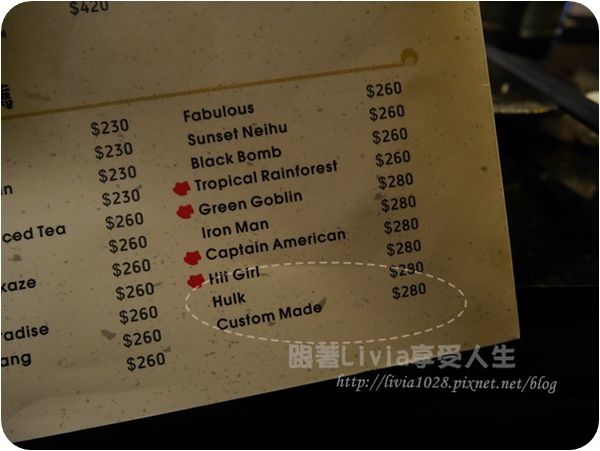 $420
$230
$230
n $230
$230
ced Tea $260
$260
kaze $260
$260
radise $260
ang $260
$260
Fabulous $260
Sunset Neihu $260
Black Bomb $260
Tropical Rainforest $260
Green Goblin $280
Iron Man $280
Captain American $280
Hit Girl $280
Hulk $280
Custom Made $280
跟著Livia享受人生
http://livia1028.pixnet.net/blog